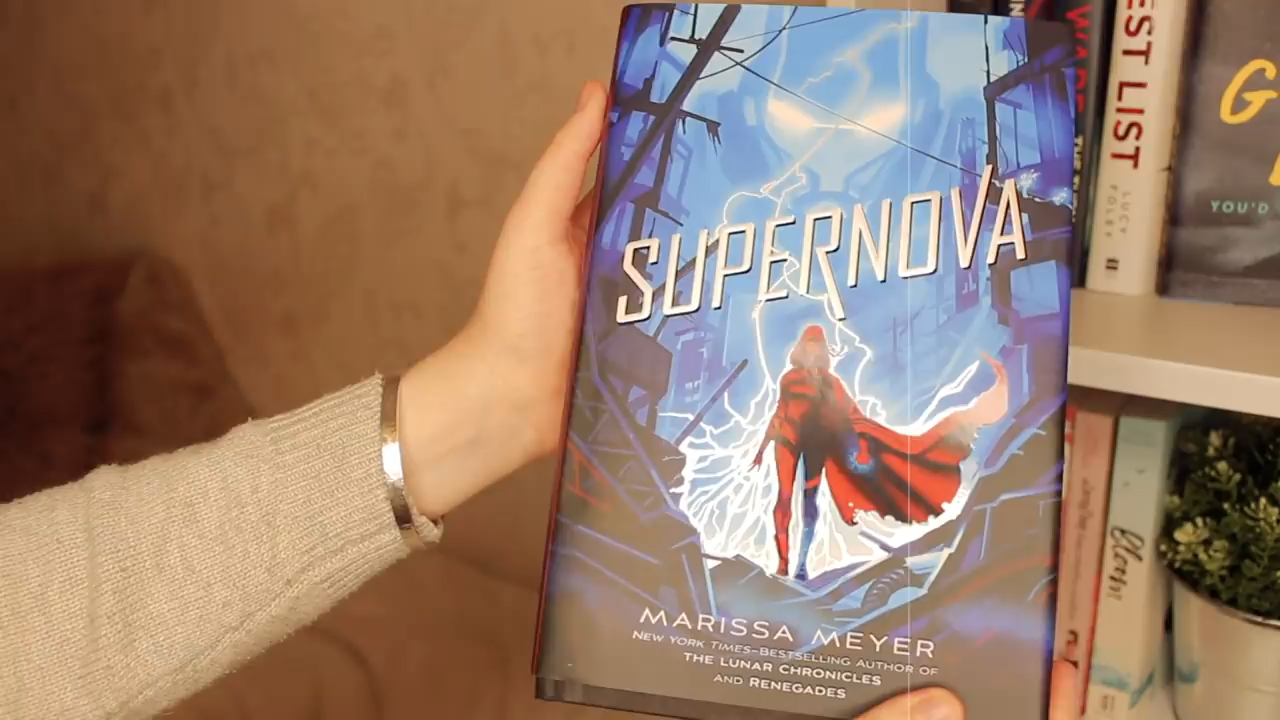 SUPERNOVA
MARISSA MEYER
NEW YORK TIMES–BESTSELLING AUTHOR OF
THE LUNAR CHRONICLES
AND RENEGADES
EST LIST
LUCY
FOLEY
G
YOU'D